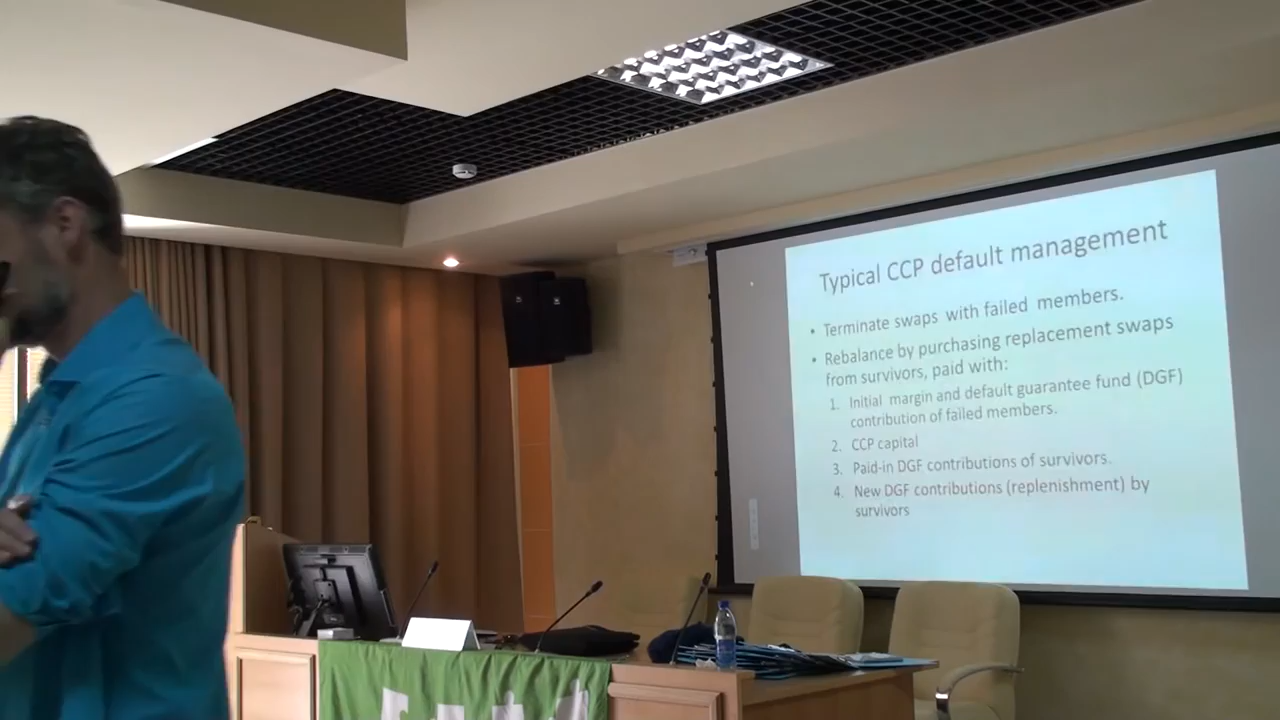 Typical CCP default management
• Terminate swaps with failed members.
• Rebalance by purchasing replacement swaps
from survivors, paid with:
1. Initial margin and default guarantee fund (DGF)
contribution of failed members.
2. CCP capital
3. Paid-in DGF contributions of survivors.
4. New DGF contributions (replenishment) by
survivors